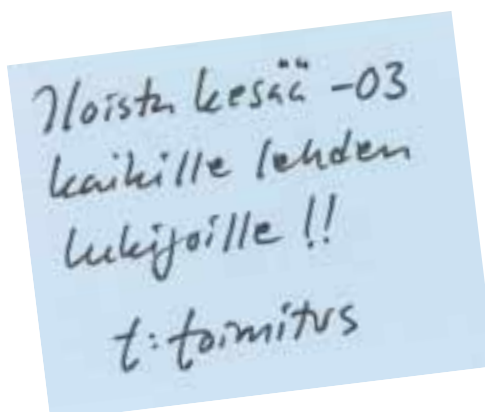 Iloista kesää -03
kaikille lehden
lukijoille !!
t: toimitus